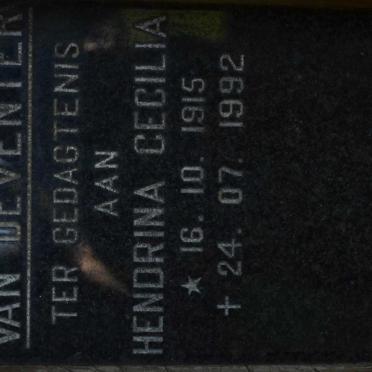 VAN DEVENTER
TER GEDAGTENIS
AAN
HENDRINA CECILIA
★ 16. 10. 1915
✝ 24. 07. 1992